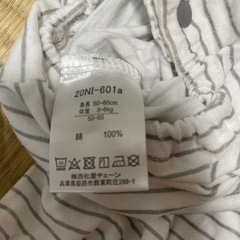 20NI-601a
身長 50-60cm
体重 3-6kg
50-60
綿 100%
㈱西松屋チェーン
兵庫県姫路市飾東町庄266-1